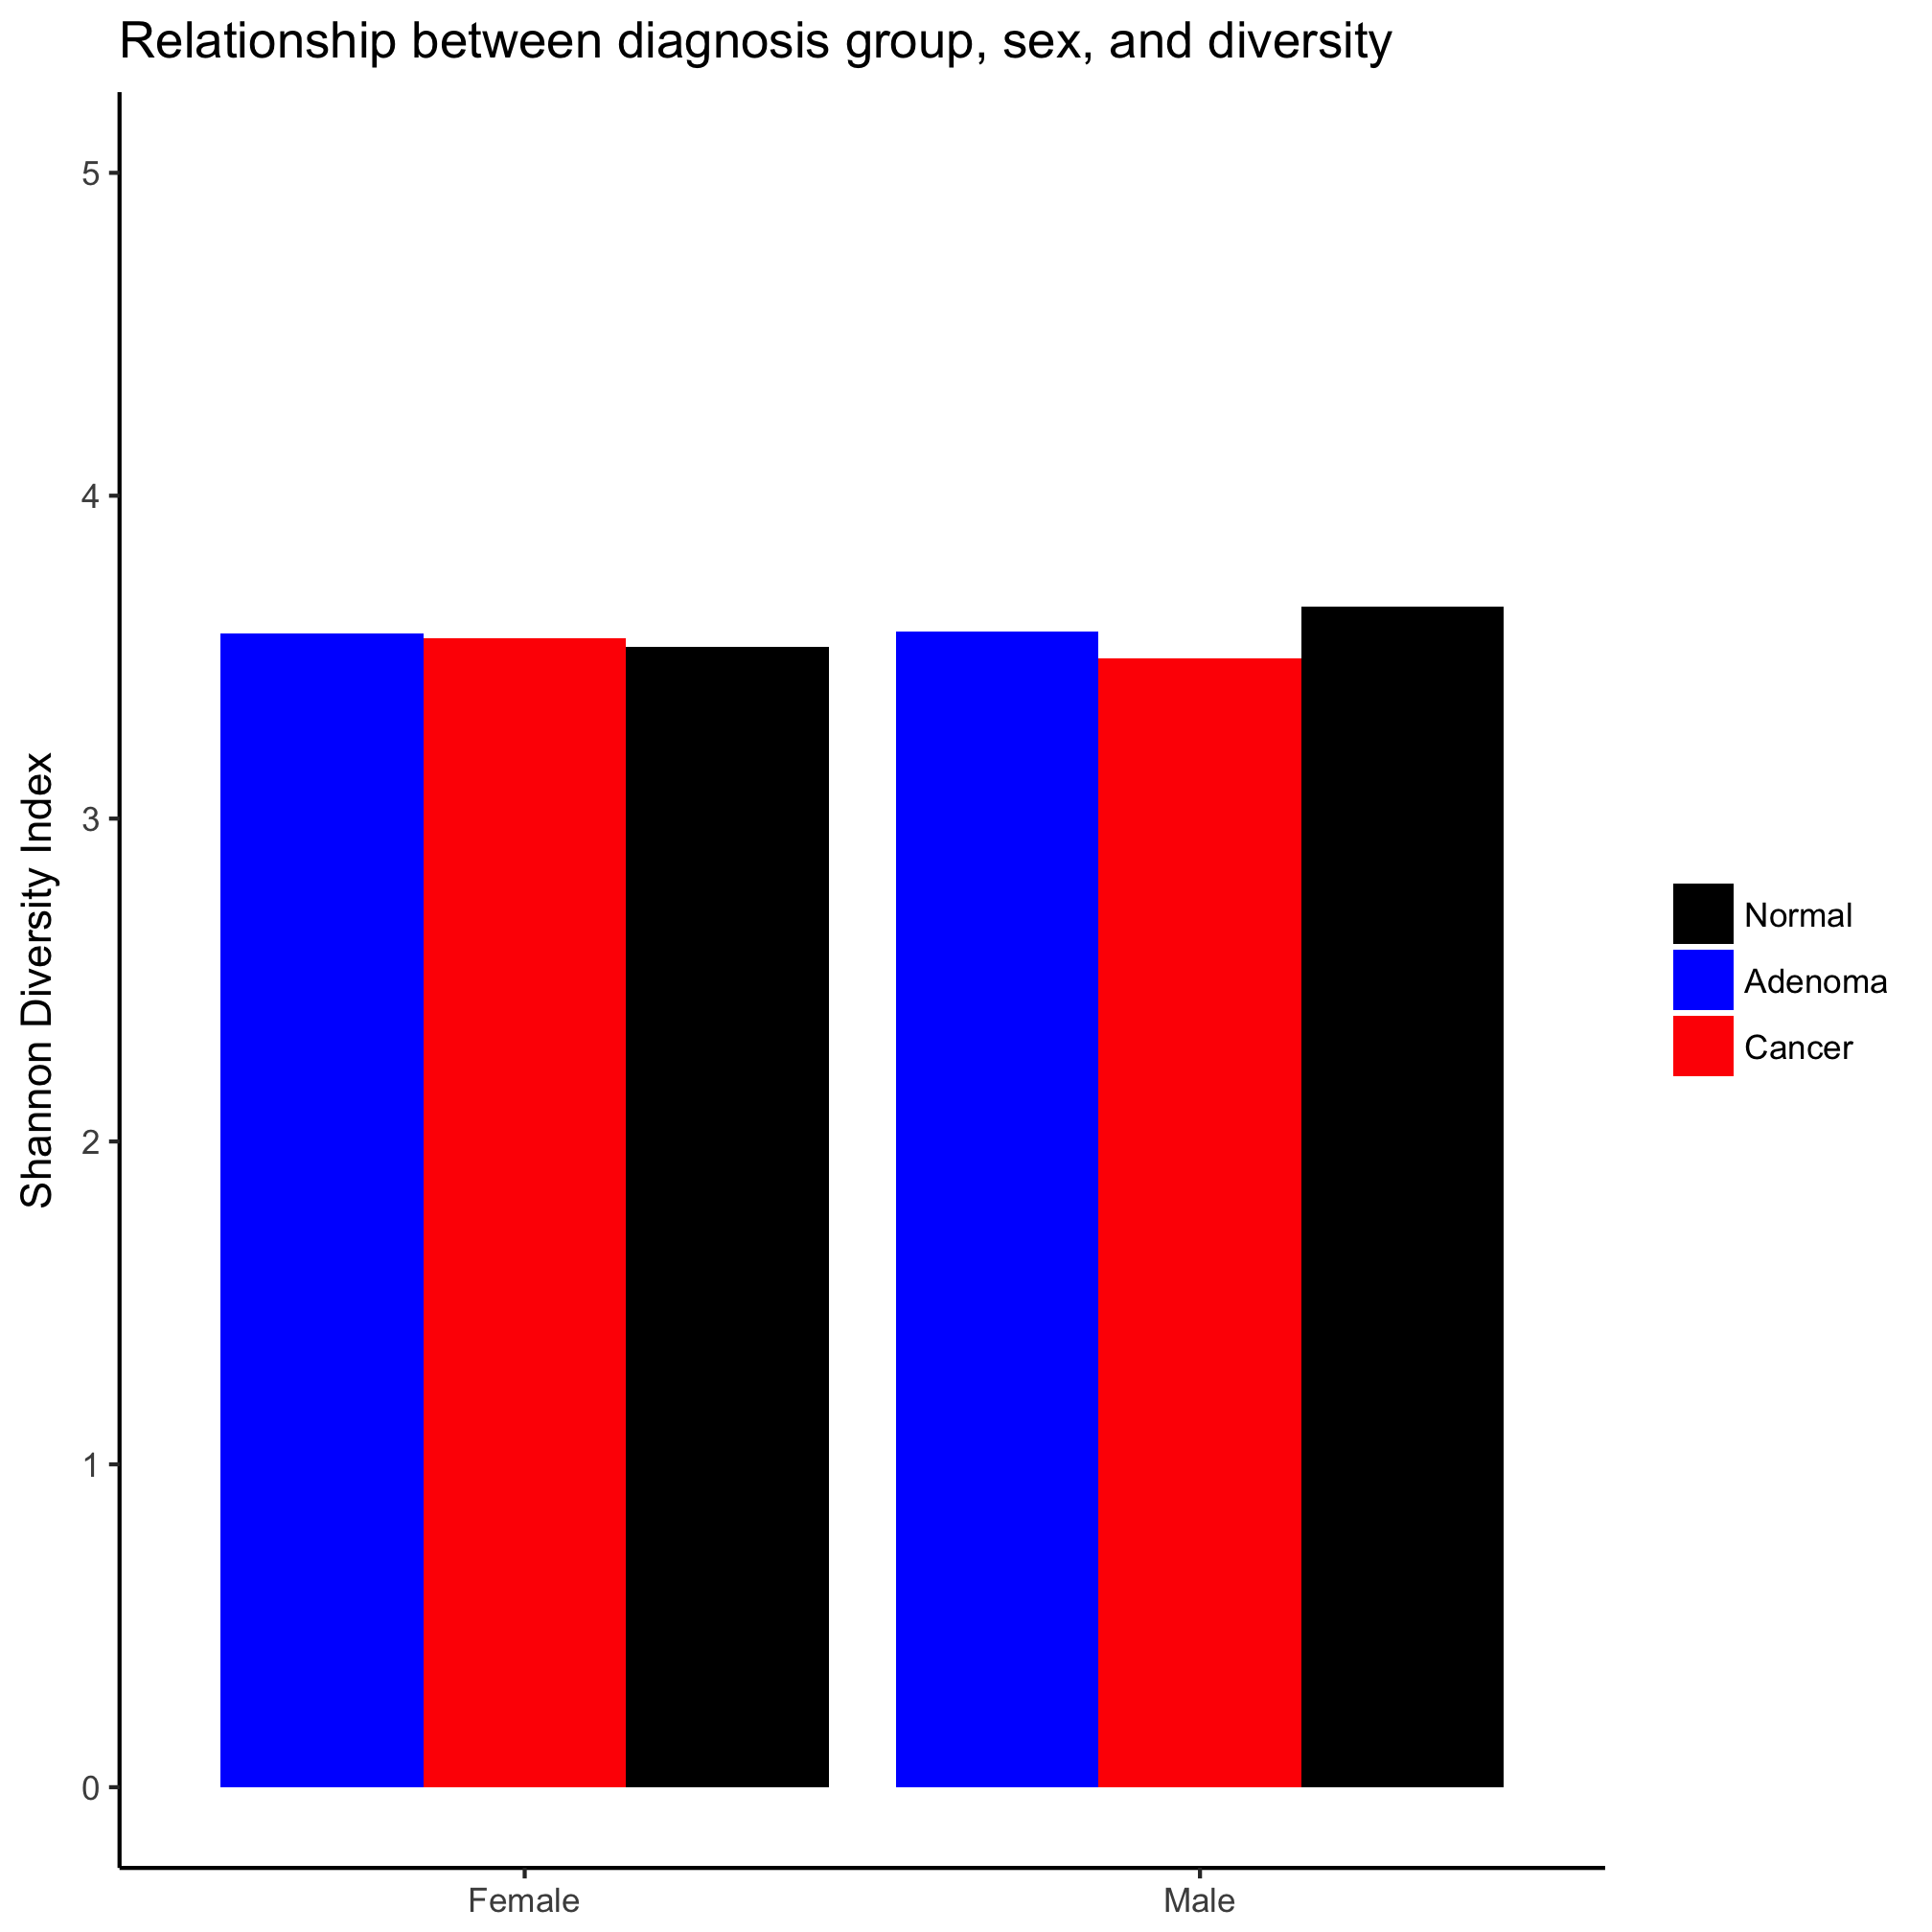 Relationship between diagnosis group, sex, and diversity
Shannon Diversity Index
5
4
3
2
1
0
Female
Male
Normal
Adenoma
Cancer